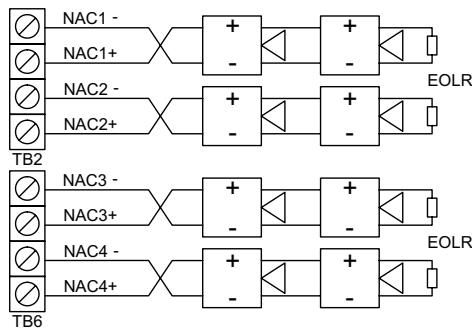 NAC1 -
+ +
NAC1+
- -
EOLR
NAC2 -
+ +
NAC2+
- -
TB2
NAC3 -
+ +
NAC3+
- -
EOLR
NAC4 -
+ +
NAC4+
- -
TB6